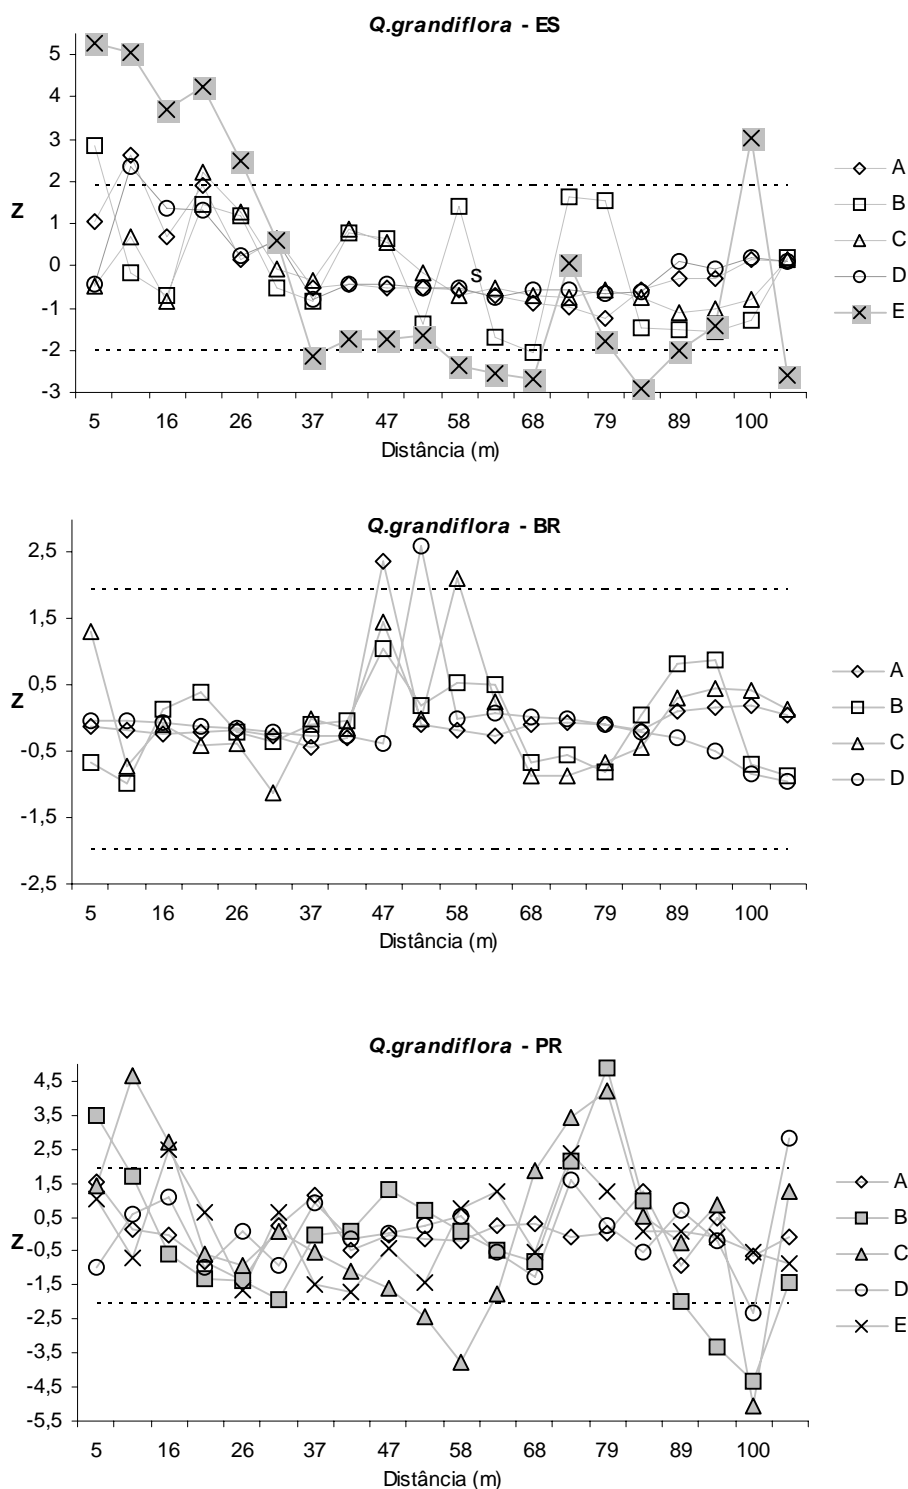 Q.grandiflora - ES
5
4
3
2
1
0
-1
-2
-3
Z
s
5 16 26 37 47 58 68 79 89 100
Distância (m)
A
B
C
D
E
Q.grandiflora - BR
2,5
1,5
0,5
-0,5
-1,5
-2,5
Z
5 16 26 37 47 58 68 79 89 100
Distância (m)
A
B
C
D
Q.grandiflora - PR
4,5
3,5
2,5
1,5
0,5
-0,5
-1,5
-2,5
-3,5
-4,5
-5,5
Z
5 16 26 37 47 58 68 79 89 100
Distância (m)
A
B
C
D
E